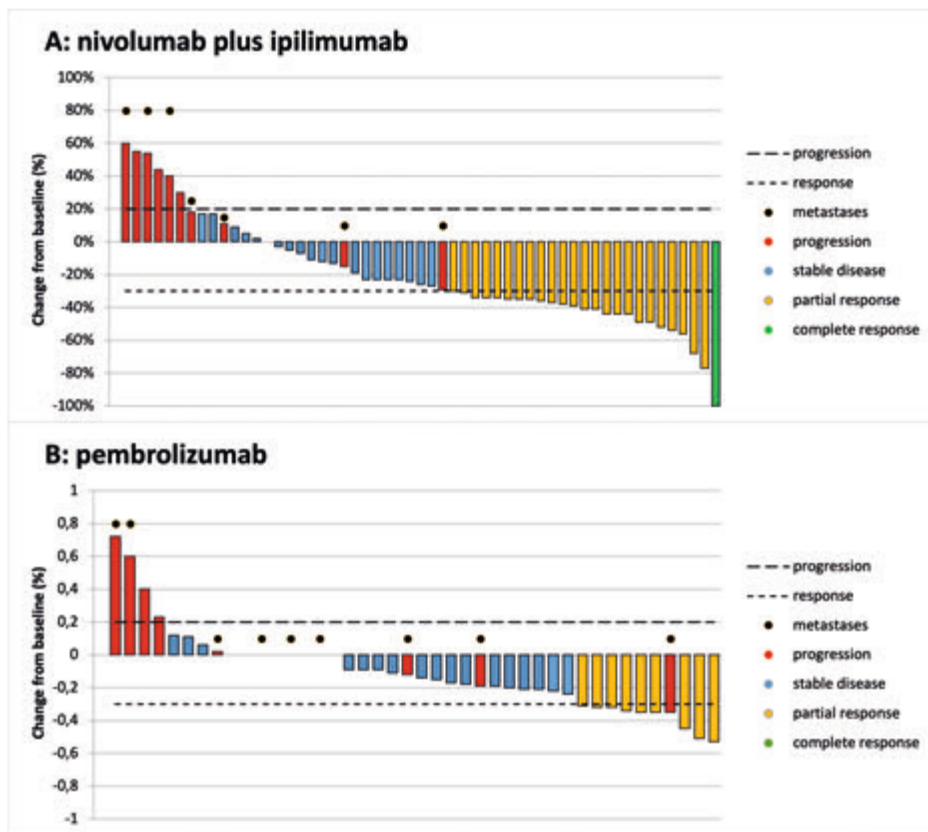 A: nivolumab plus ipilimumab
Change from baseline (%)
100%
80%
60%
40%
20%
0%
-20%
-40%
-60%
-80%
-100%
progression
response
metastases
progression
stable disease
partial response
complete response
B: pembrolizumab
Change from baseline (%)
1
0,8
0,6
0,4
0,2
0
-0,2
-0,4
-0,6
-0,8
-1
progression
response
metastases
progression
stable disease
partial response
complete response